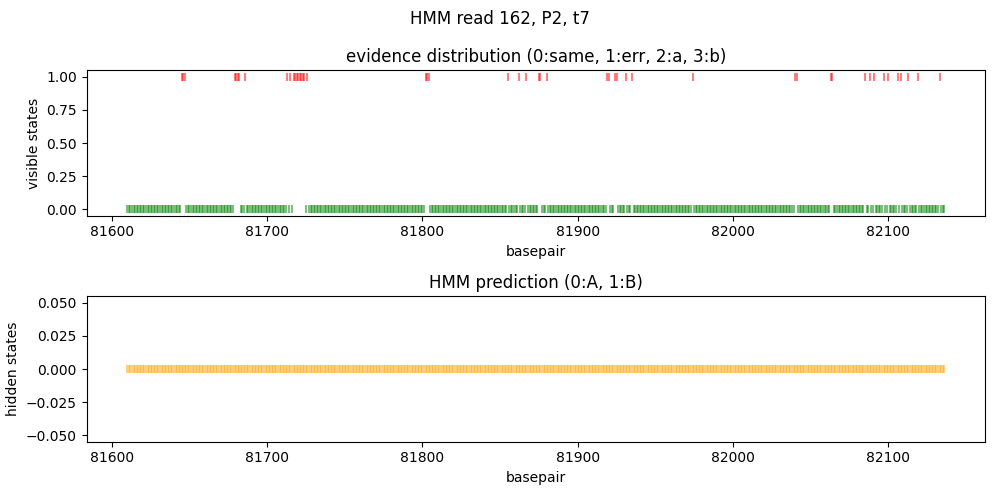 HMM read 162, P2, t7
evidence distribution (0:same, 1:err, 2:a, 3:b)
visible states
1.00
0.75
0.50
0.25
0.00
81600 81700 81800 81900 82000 82100
basepair
HMM prediction (0:A, 1:B)
hidden states
0.050
0.025
0.000
−0.025
−0.050
81600 81700 81800 81900 82000 82100
basepair